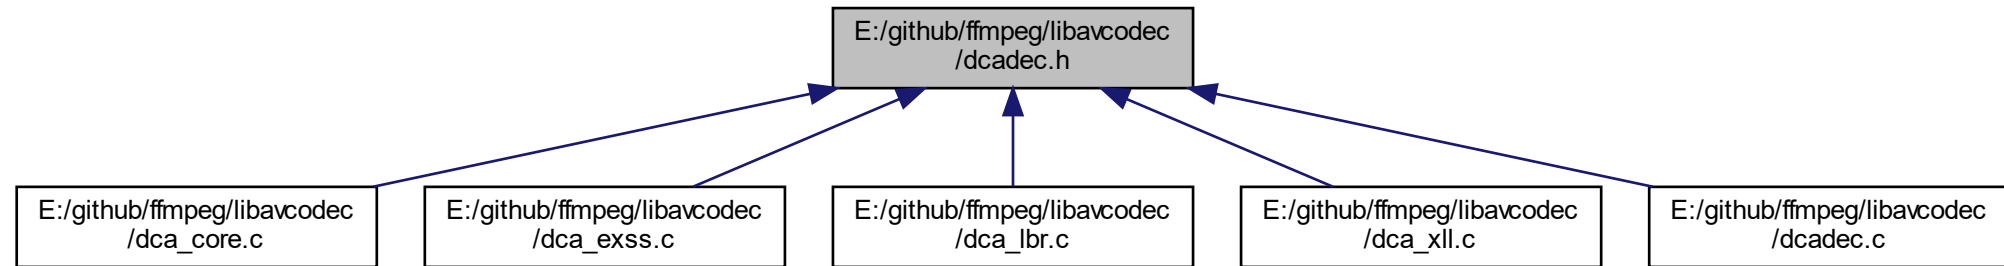 E:/github/ffmpeg/libavcodec
/dcadec.h
E:/github/ffmpeg/libavcodec
/dca_core.c
E:/github/ffmpeg/libavcodec
/dca_exss.c
E:/github/ffmpeg/libavcodec
/dca_lbr.c
E:/github/ffmpeg/libavcodec
/dca_xll.c
E:/github/ffmpeg/libavcodec
/dcadec.c